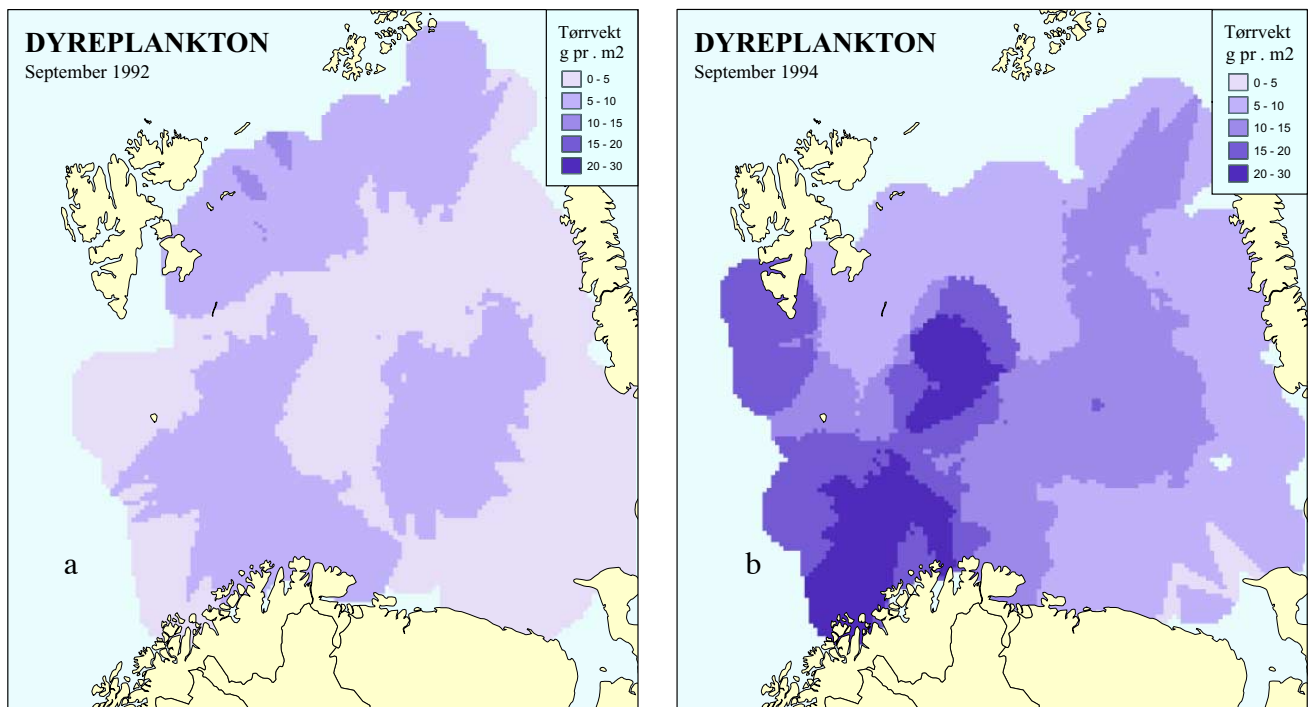 DYREPLANKTON
September 1992
Tørrvekt
g pr . m2
0 - 5
5 - 10
10 - 15
15 - 20
20 - 30
a
DYREPLANKTON
September 1994
Tørrvekt
g pr . m2
0 - 5
5 - 10
10 - 15
15 - 20
20 - 30
b